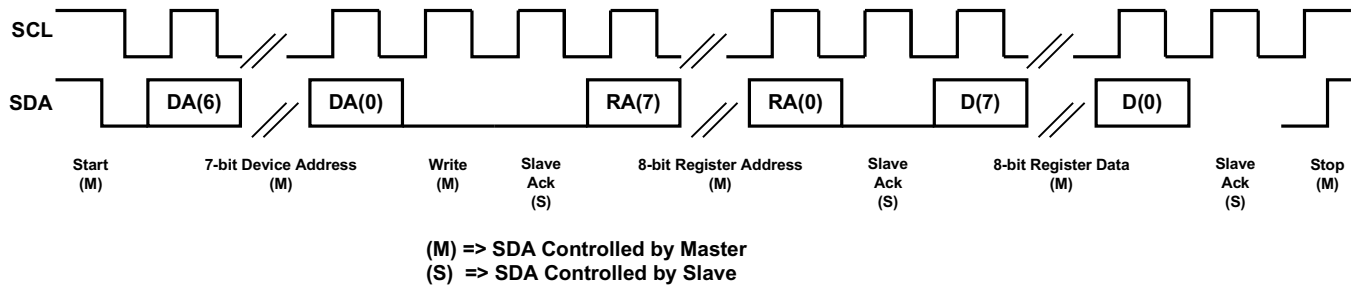 SCL
SDA
DA(6)
DA(0)
RA(7)
RA(0)
D(7)
D(0)
Start
(M)
7-bit Device Address
(M)
Write
(M)
Slave
Ack
(S)
8-bit Register Address
(M)
Slave
Ack
(S)
8-bit Register Data
(M)
Slave
Ack
(S)
Stop
(M)
(M) => SDA Controlled by Master
(S) => SDA Controlled by Slave